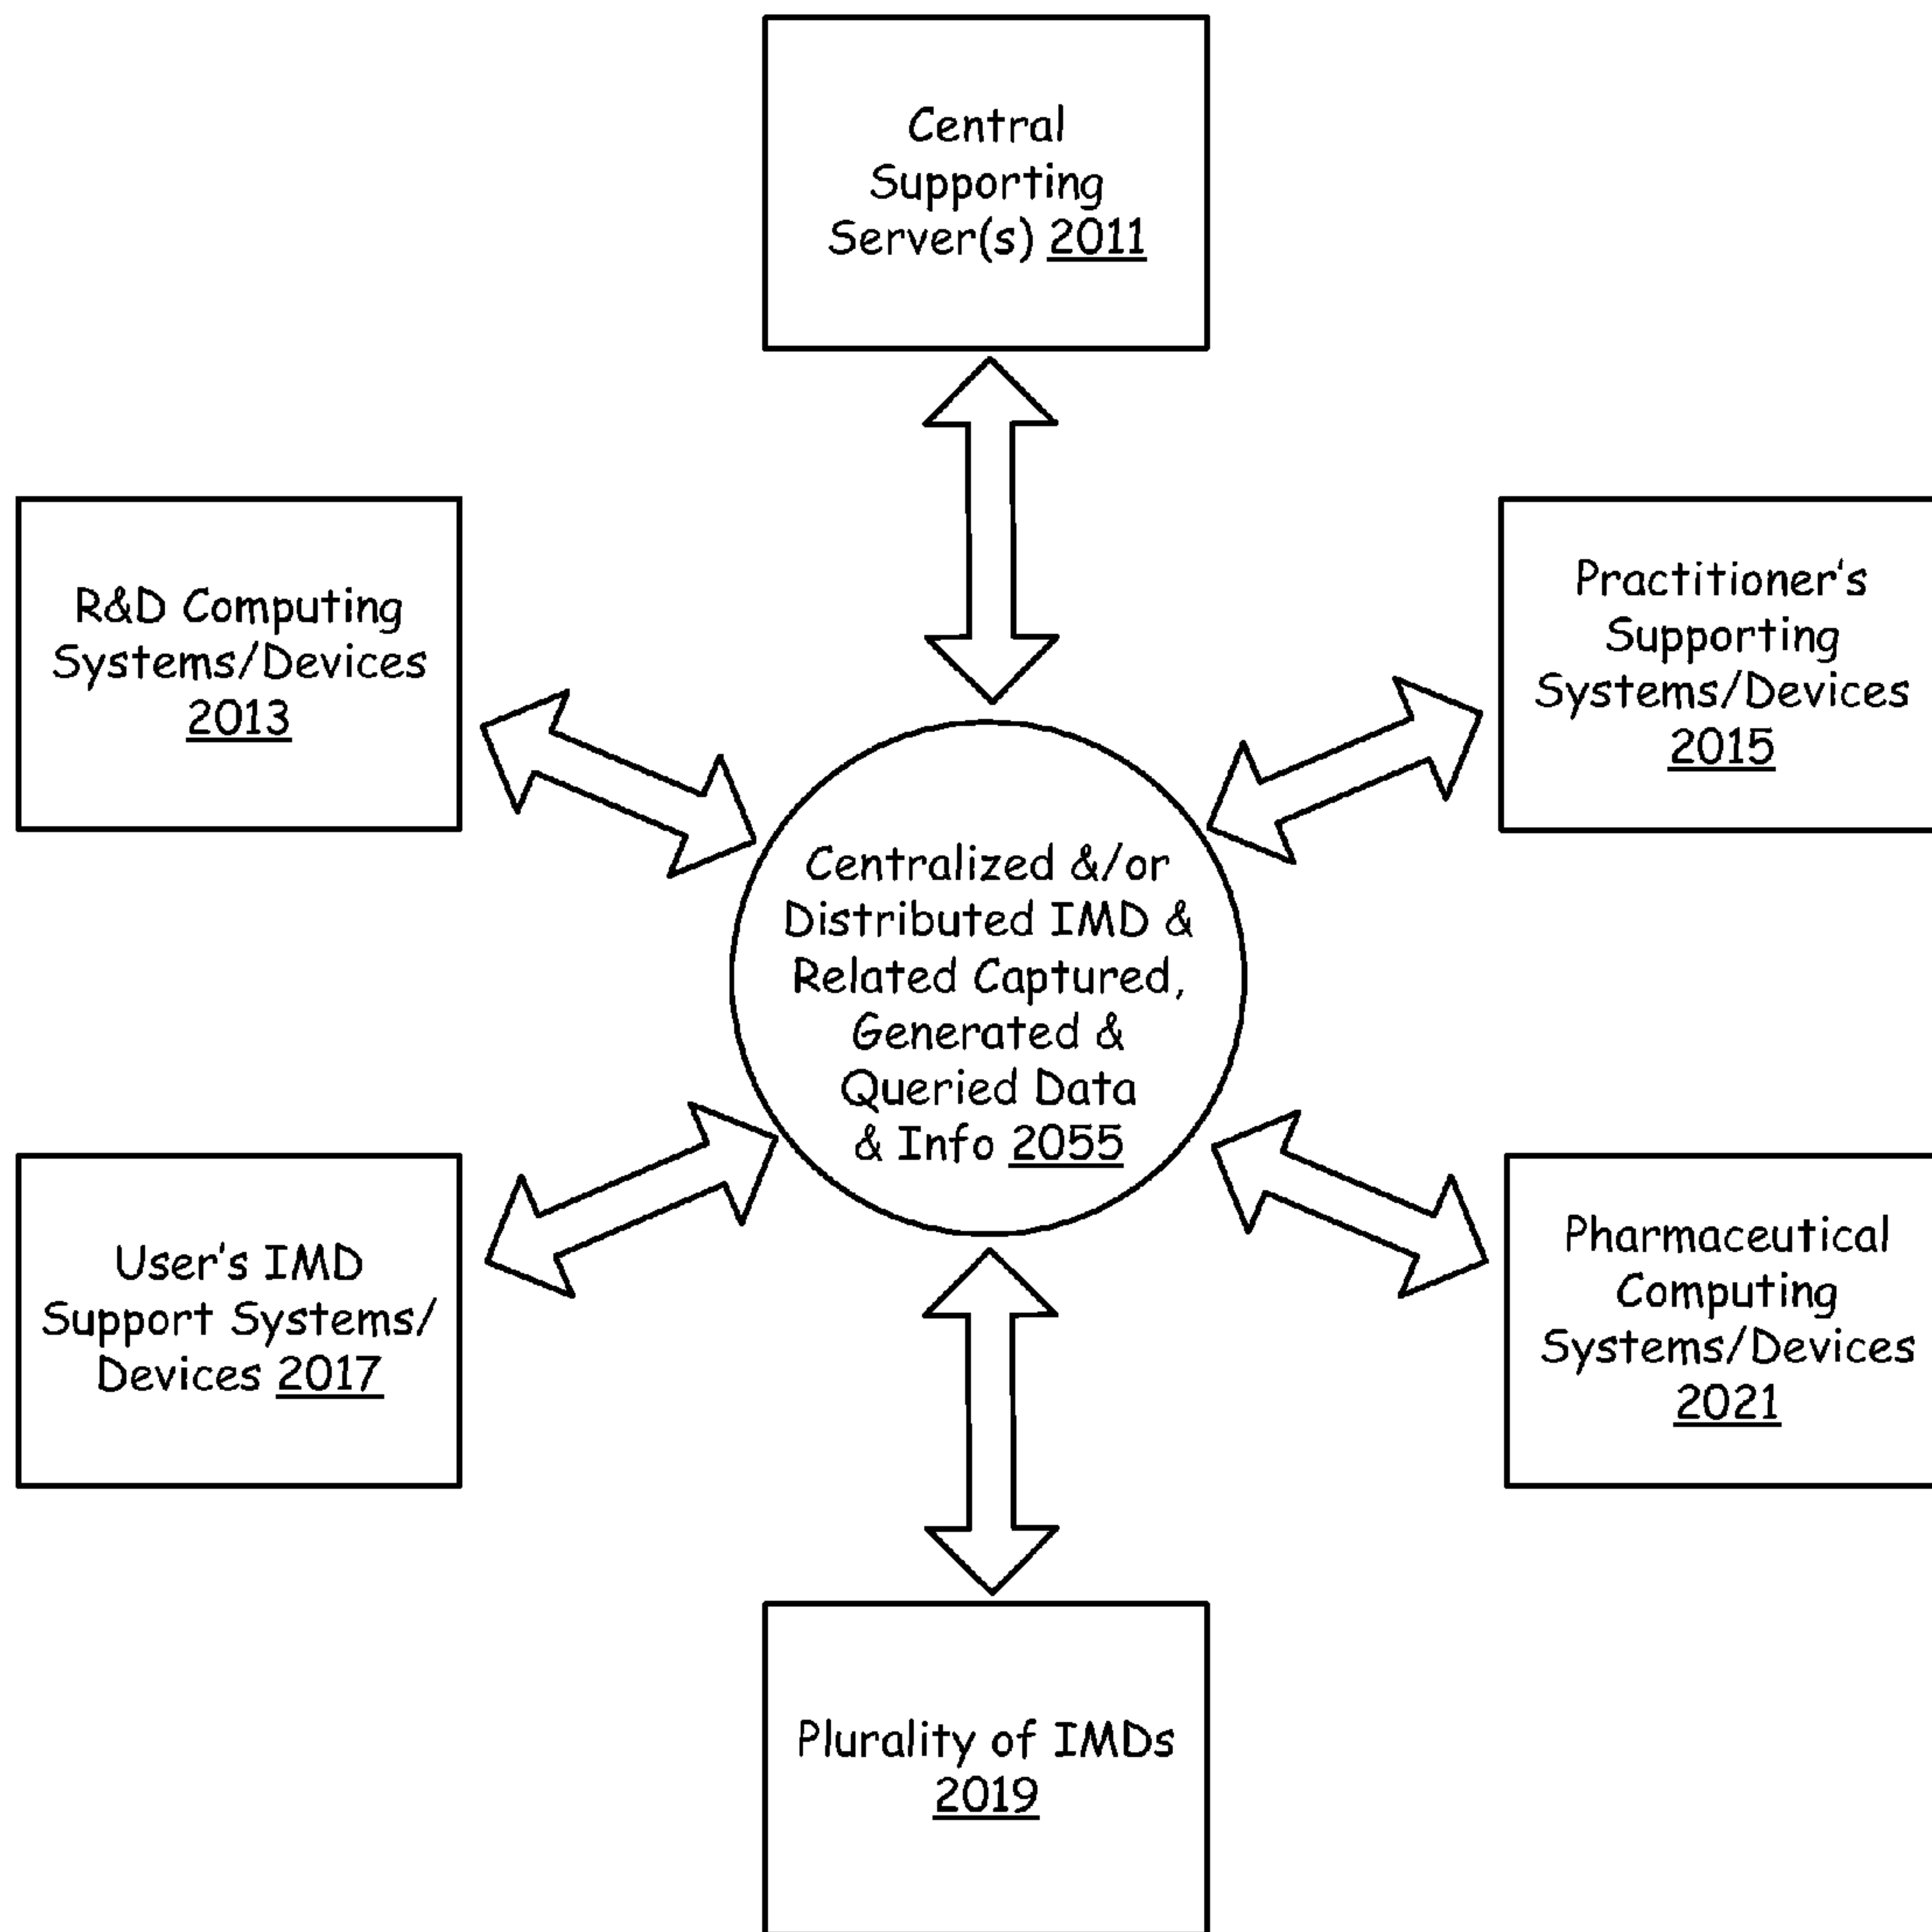 Central
Supporting
Server(s) 2011
R&D Computing
Systems/Devices
2013
Practitioner's
Supporting
Systems/Devices
2015
Centralized &/or
Distributed IMD &
Related Captured,
Generated &
Queried Data
& Info 2055
User's IMD
Support Systems/
Devices 2017
Pharmaceutical
Computing
Systems/Devices
2021
Plurality of IMDs
2019